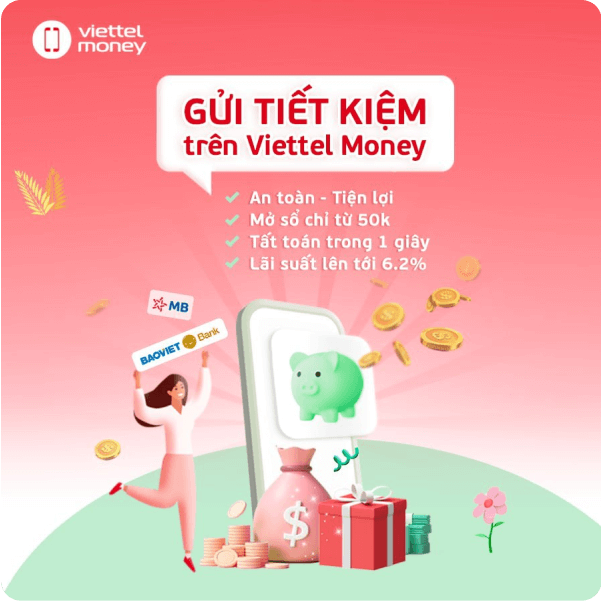 viettel
money
GỬI TIẾT KIỆM
trên Viettel Money
An toàn - Tiện lợi
Mở sổ chỉ từ 50k
Tất toán trong 1 giây
Lãi suất lên tới 6.2%
MB
BAOVIET Bank
$